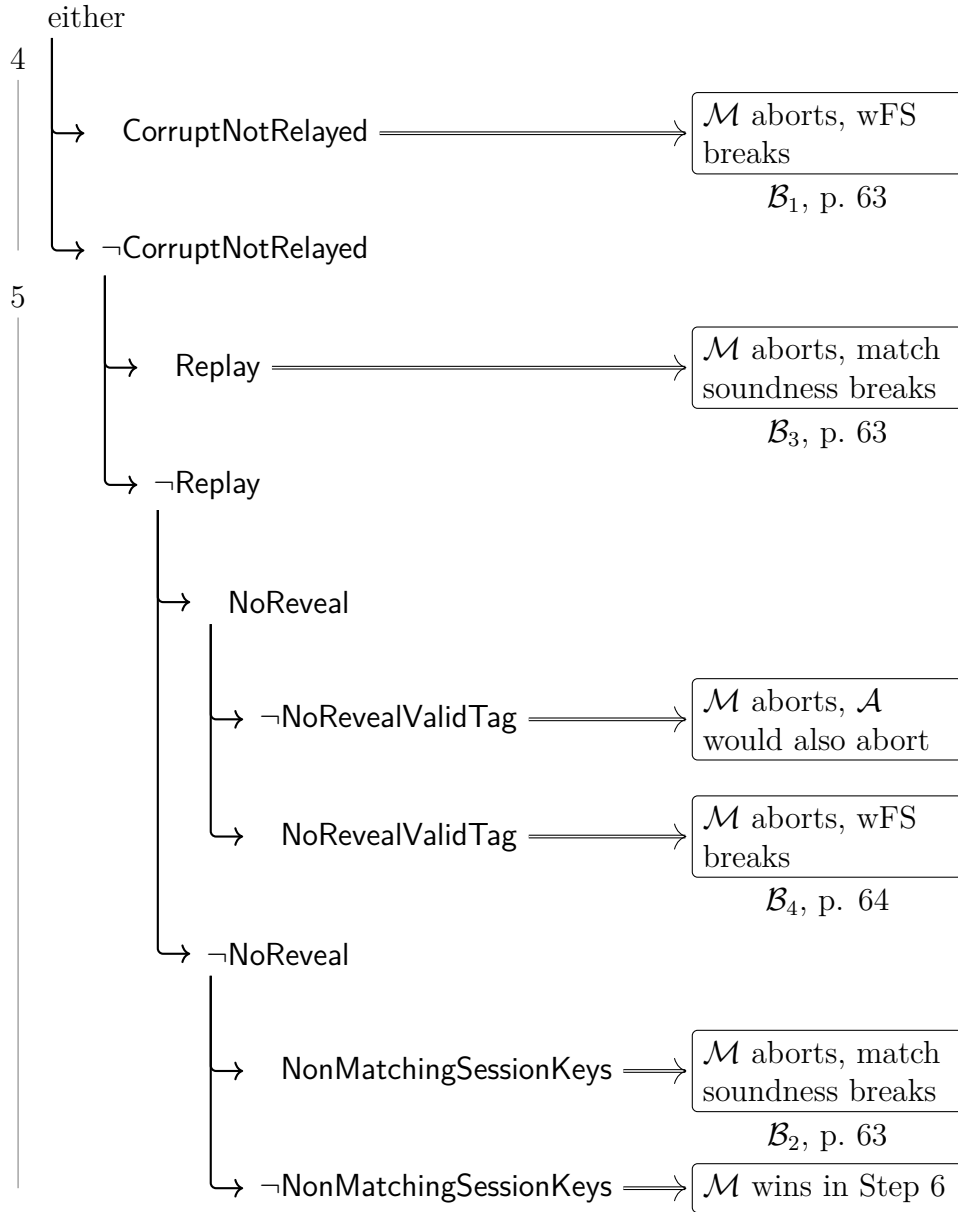 either
4
CorruptNotRelayed
ℳ aborts, wFS
breaks
ℬ₁, p. 63
¬CorruptNotRelayed
5
Replay
ℳ aborts, match
soundness breaks
ℬ₃, p. 63
¬Replay
NoReveal
¬NoRevealValidTag
ℳ aborts, 𝒜
would also abort
NoRevealValidTag
ℳ aborts, wFS
breaks
ℬ₄, p. 64
¬NoReveal
NonMatchingSessionKeys
ℳ aborts, match
soundness breaks
ℬ₂, p. 63
¬NonMatchingSessionKeys
ℳ wins in Step 6